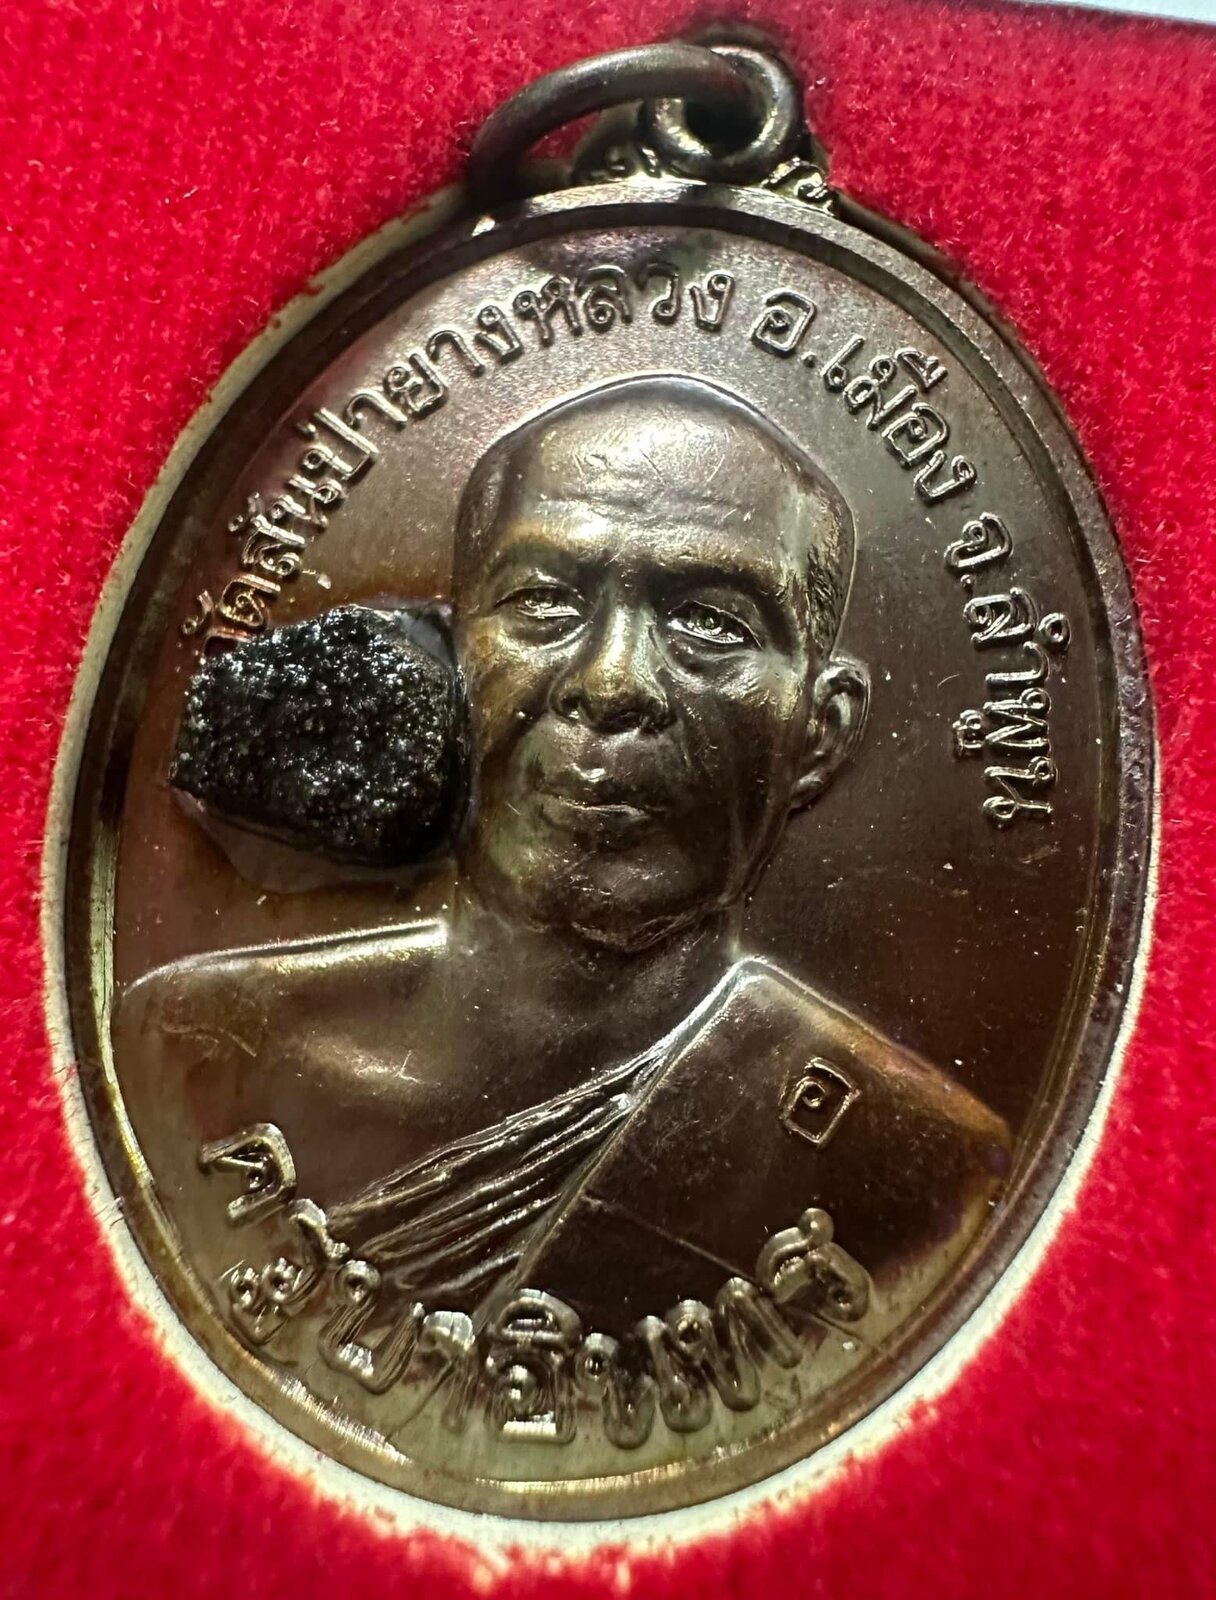 วัดสันป่ายางหลวง อ.เมือง จ.ลำพูน
อ
ครูบาอินทร